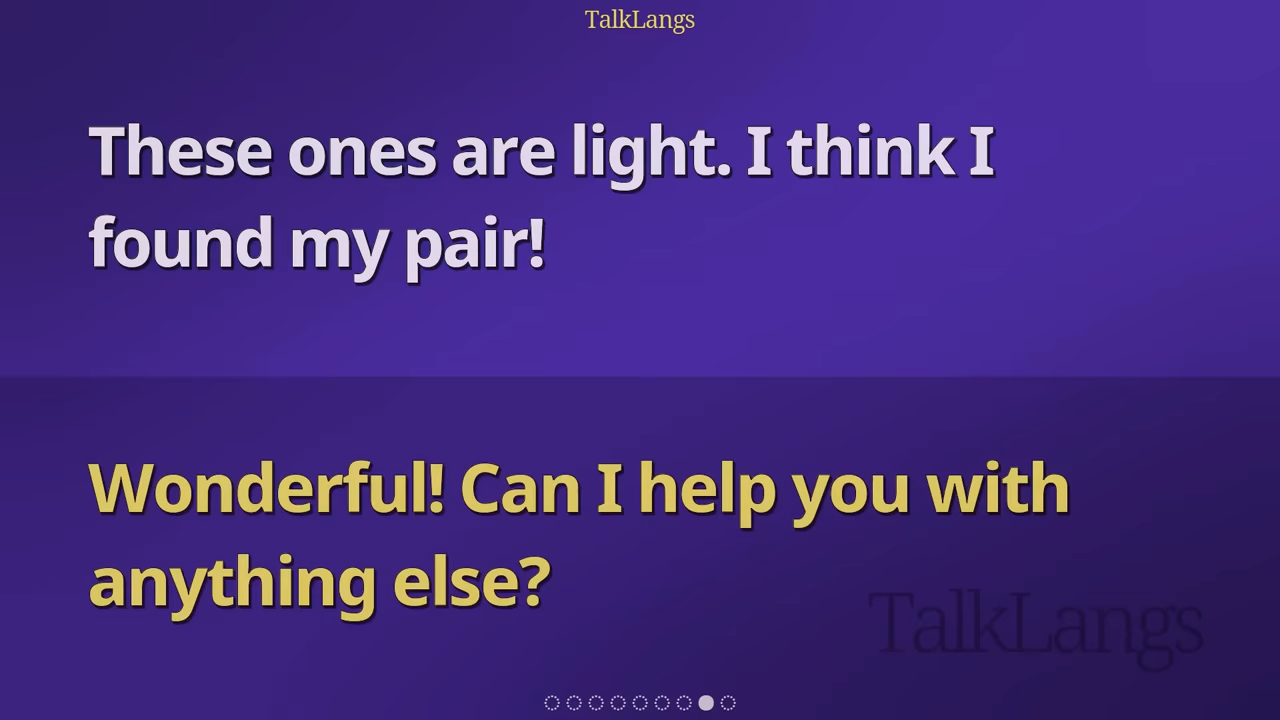 TalkLangs
These ones are light. I think I
found my pair!
Wonderful! Can I help you with
anything else?
TalkLangs